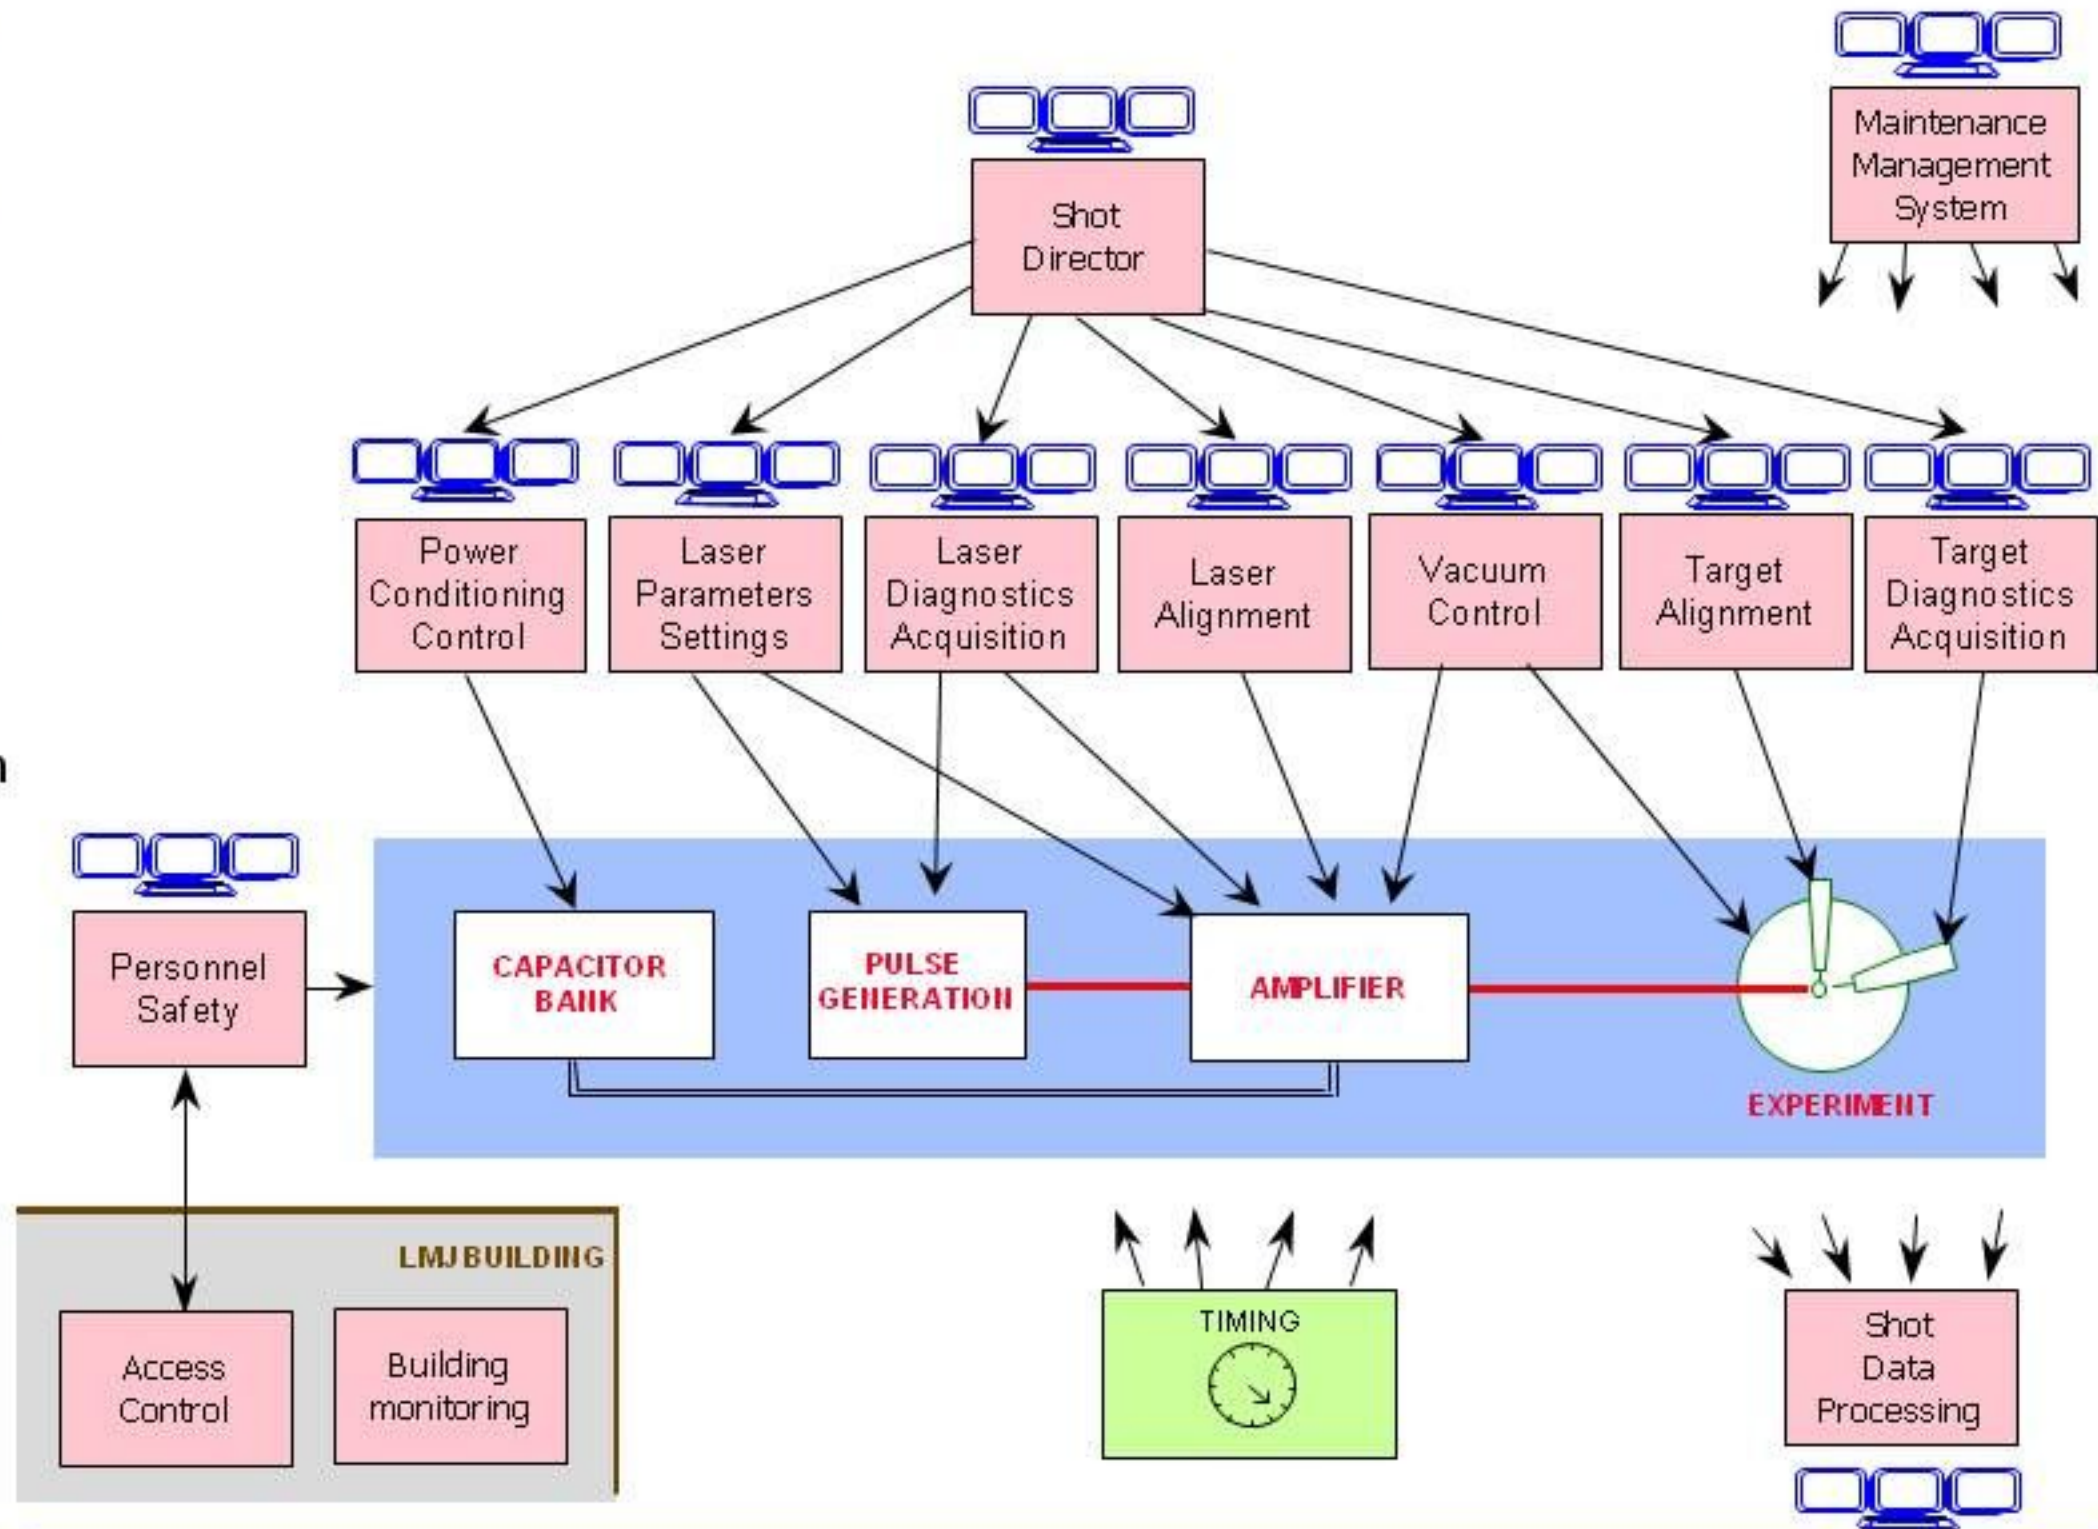 Maintenance
Management
System
Shot
Director
Power
Conditioning
Control
Laser
Parameters
Settings
Laser
Diagnostics
Acquisition
Laser
Alignment
Vacuum
Control
Target
Alignment
Target
Diagnostics
Acquisition
n
Personnel
Safety
CAPACITOR
BANK
PULSE
GENERATION
AMPLIFIER
EXPERIMENT
LMJ BUILDING
Access
Control
Building
monitoring
TIMING
Shot
Data
Processing